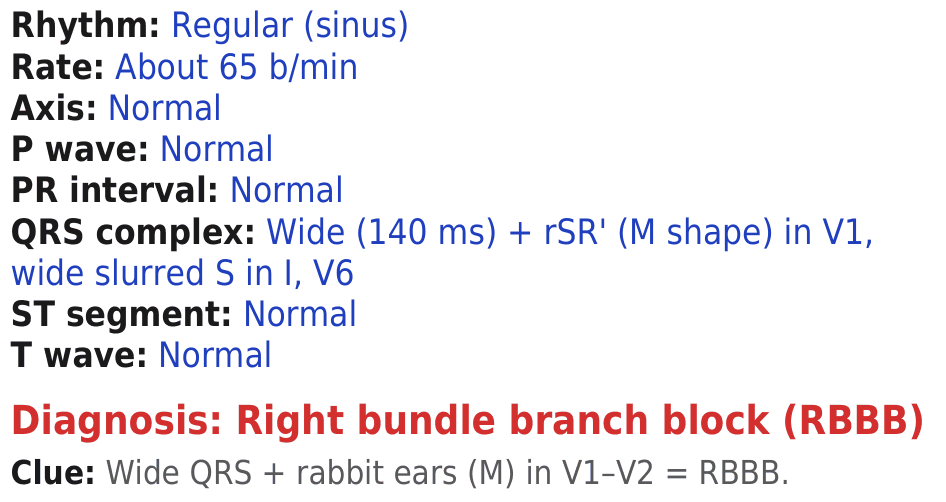 Rhythm: Regular (sinus)
Rate: About 65 b/min
Axis: Normal
P wave: Normal
PR interval: Normal
QRS complex: Wide (140 ms) + rSR' (M shape) in V1,
wide slurred S in I, V6
ST segment: Normal
T wave: Normal
Diagnosis: Right bundle branch block (RBBB)
Clue: Wide QRS + rabbit ears (M) in V1–V2 = RBBB.